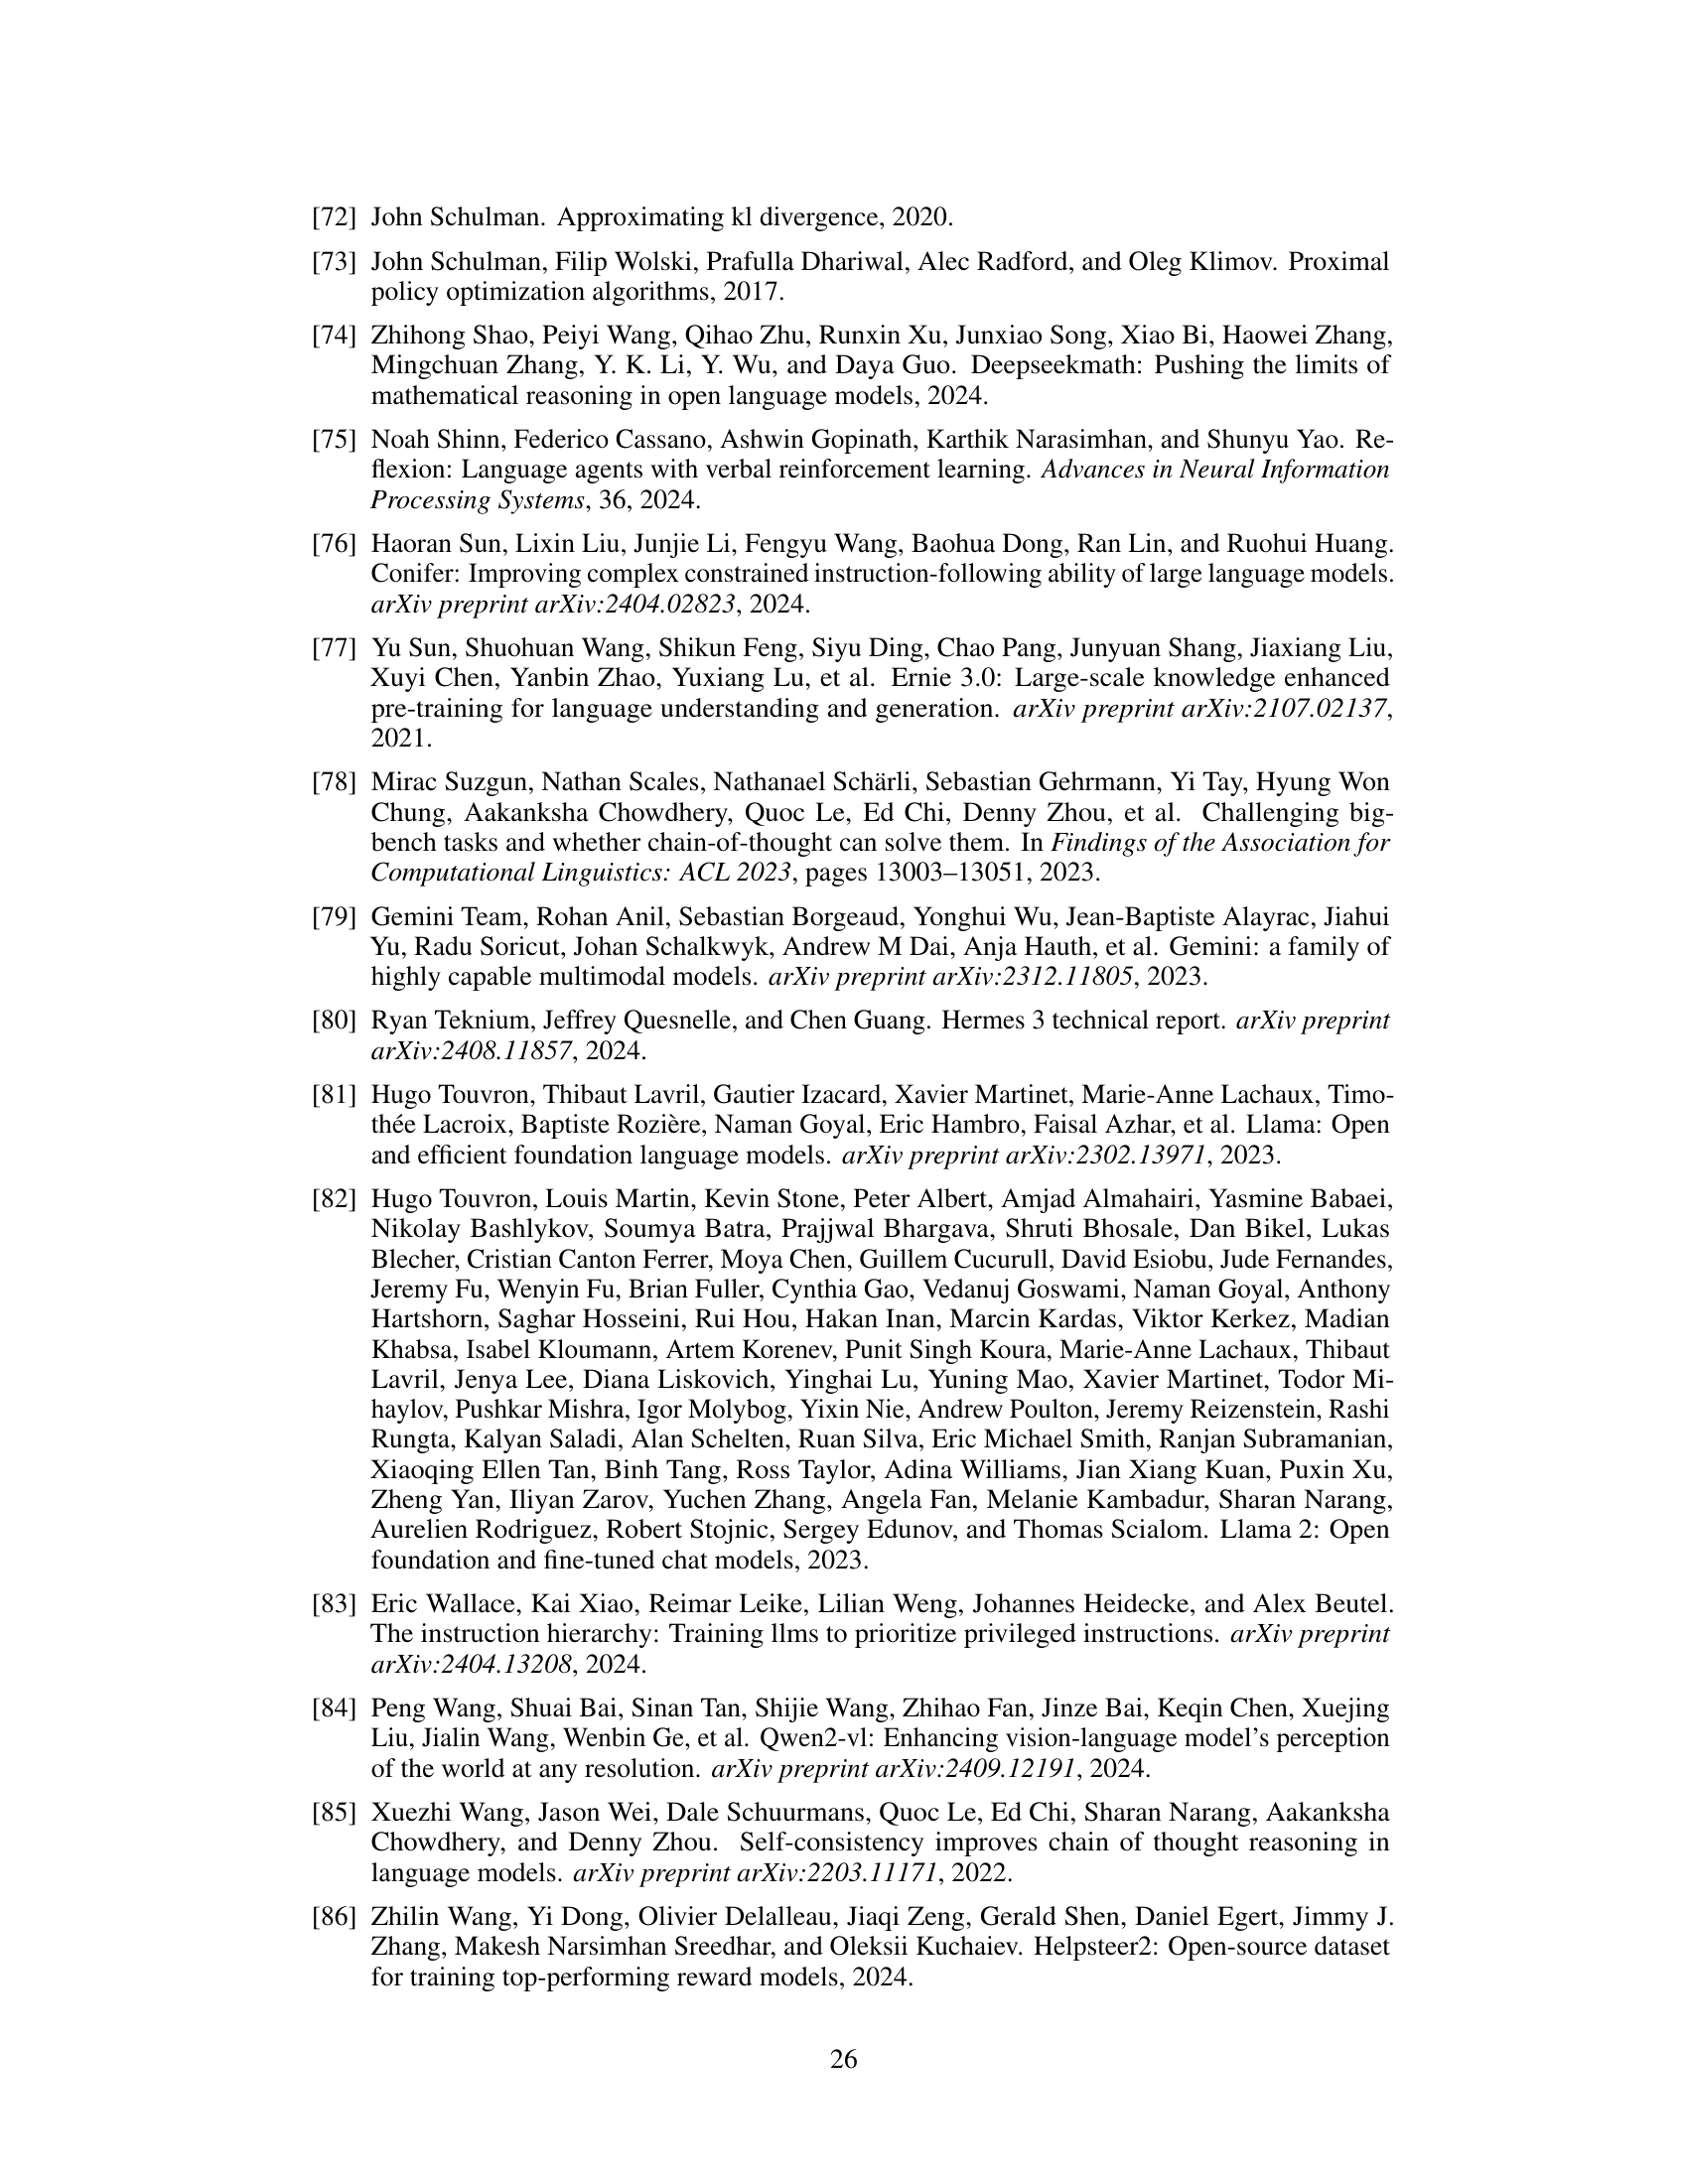 [72] John Schulman. Approximating kl divergence, 2020.
[73] John Schulman, Filip Wolski, Prafulla Dhariwal, Alec Radford, and Oleg Klimov. Proximal
policy optimization algorithms, 2017.
[74] Zhihong Shao, Peiyi Wang, Qihao Zhu, Runxin Xu, Junxiao Song, Xiao Bi, Haowei Zhang,
Mingchuan Zhang, Y. K. Li, Y. Wu, and Daya Guo. Deepseekmath: Pushing the limits of
mathematical reasoning in open language models, 2024.
[75] Noah Shinn, Federico Cassano, Ashwin Gopinath, Karthik Narasimhan, and Shunyu Yao. Re-
flexion: Language agents with verbal reinforcement learning. Advances in Neural Information
Processing Systems, 36, 2024.
[76] Haoran Sun, Lixin Liu, Junjie Li, Fengyu Wang, Baohua Dong, Ran Lin, and Ruohui Huang.
Conifer: Improving complex constrained instruction-following ability of large language models.
arXiv preprint arXiv:2404.02823, 2024.
[77] Yu Sun, Shuohuan Wang, Shikun Feng, Siyu Ding, Chao Pang, Junyuan Shang, Jiaxiang Liu,
Xuyi Chen, Yanbin Zhao, Yuxiang Lu, et al. Ernie 3.0: Large-scale knowledge enhanced
pre-training for language understanding and generation. arXiv preprint arXiv:2107.02137,
2021.
[78] Mirac Suzgun, Nathan Scales, Nathanael Schärli, Sebastian Gehrmann, Yi Tay, Hyung Won
Chung, Aakanksha Chowdhery, Quoc Le, Ed Chi, Denny Zhou, et al. Challenging big-
bench tasks and whether chain-of-thought can solve them. In Findings of the Association for
Computational Linguistics: ACL 2023, pages 13003–13051, 2023.
[79] Gemini Team, Rohan Anil, Sebastian Borgeaud, Yonghui Wu, Jean-Baptiste Alayrac, Jiahui
Yu, Radu Soricut, Johan Schalkwyk, Andrew M Dai, Anja Hauth, et al. Gemini: a family of
highly capable multimodal models. arXiv preprint arXiv:2312.11805, 2023.
[80] Ryan Teknium, Jeffrey Quesnelle, and Chen Guang. Hermes 3 technical report. arXiv preprint
arXiv:2408.11857, 2024.
[81] Hugo Touvron, Thibaut Lavril, Gautier Izacard, Xavier Martinet, Marie-Anne Lachaux, Timo-
thée Lacroix, Baptiste Rozière, Naman Goyal, Eric Hambro, Faisal Azhar, et al. Llama: Open
and efficient foundation language models. arXiv preprint arXiv:2302.13971, 2023.
[82] Hugo Touvron, Louis Martin, Kevin Stone, Peter Albert, Amjad Almahairi, Yasmine Babaei,
Nikolay Bashlykov, Soumya Batra, Prajjwal Bhargava, Shruti Bhosale, Dan Bikel, Lukas
Blecher, Cristian Canton Ferrer, Moya Chen, Guillem Cucurull, David Esiobu, Jude Fernandes,
Jeremy Fu, Wenyin Fu, Brian Fuller, Cynthia Gao, Vedanuj Goswami, Naman Goyal, Anthony
Hartshorn, Saghar Hosseini, Rui Hou, Hakan Inan, Marcin Kardas, Viktor Kerkez, Madian
Khabsa, Isabel Kloumann, Artem Korenev, Punit Singh Koura, Marie-Anne Lachaux, Thibaut
Lavril, Jenya Lee, Diana Liskovich, Yinghai Lu, Yuning Mao, Xavier Martinet, Todor Mi-
haylov, Pushkar Mishra, Igor Molybog, Yixin Nie, Andrew Poulton, Jeremy Reizenstein, Rashi
Rungta, Kalyan Saladi, Alan Schelten, Ruan Silva, Eric Michael Smith, Ranjan Subramanian,
Xiaoqing Ellen Tan, Binh Tang, Ross Taylor, Adina Williams, Jian Xiang Kuan, Puxin Xu,
Zheng Yan, Iliyan Zarov, Yuchen Zhang, Angela Fan, Melanie Kambadur, Sharan Narang,
Aurelien Rodriguez, Robert Stojnic, Sergey Edunov, and Thomas Scialom. Llama 2: Open
foundation and fine-tuned chat models, 2023.
[83] Eric Wallace, Kai Xiao, Reimar Leike, Lilian Weng, Johannes Heidecke, and Alex Beutel.
The instruction hierarchy: Training llms to prioritize privileged instructions. arXiv preprint
arXiv:2404.13208, 2024.
[84] Peng Wang, Shuai Bai, Sinan Tan, Shijie Wang, Zhihao Fan, Jinze Bai, Keqin Chen, Xuejing
Liu, Jialin Wang, Wenbin Ge, et al. Qwen2-vl: Enhancing vision-language model's perception
of the world at any resolution. arXiv preprint arXiv:2409.12191, 2024.
[85] Xuezhi Wang, Jason Wei, Dale Schuurmans, Quoc Le, Ed Chi, Sharan Narang, Aakanksha
Chowdhery, and Denny Zhou. Self-consistency improves chain of thought reasoning in
language models. arXiv preprint arXiv:2203.11171, 2022.
[86] Zhilin Wang, Yi Dong, Olivier Delalleau, Jiaqi Zeng, Gerald Shen, Daniel Egert, Jimmy J.
Zhang, Makesh Narsimhan Sreedhar, and Oleksii Kuchaiev. Helpsteer2: Open-source dataset
for training top-performing reward models, 2024.
26